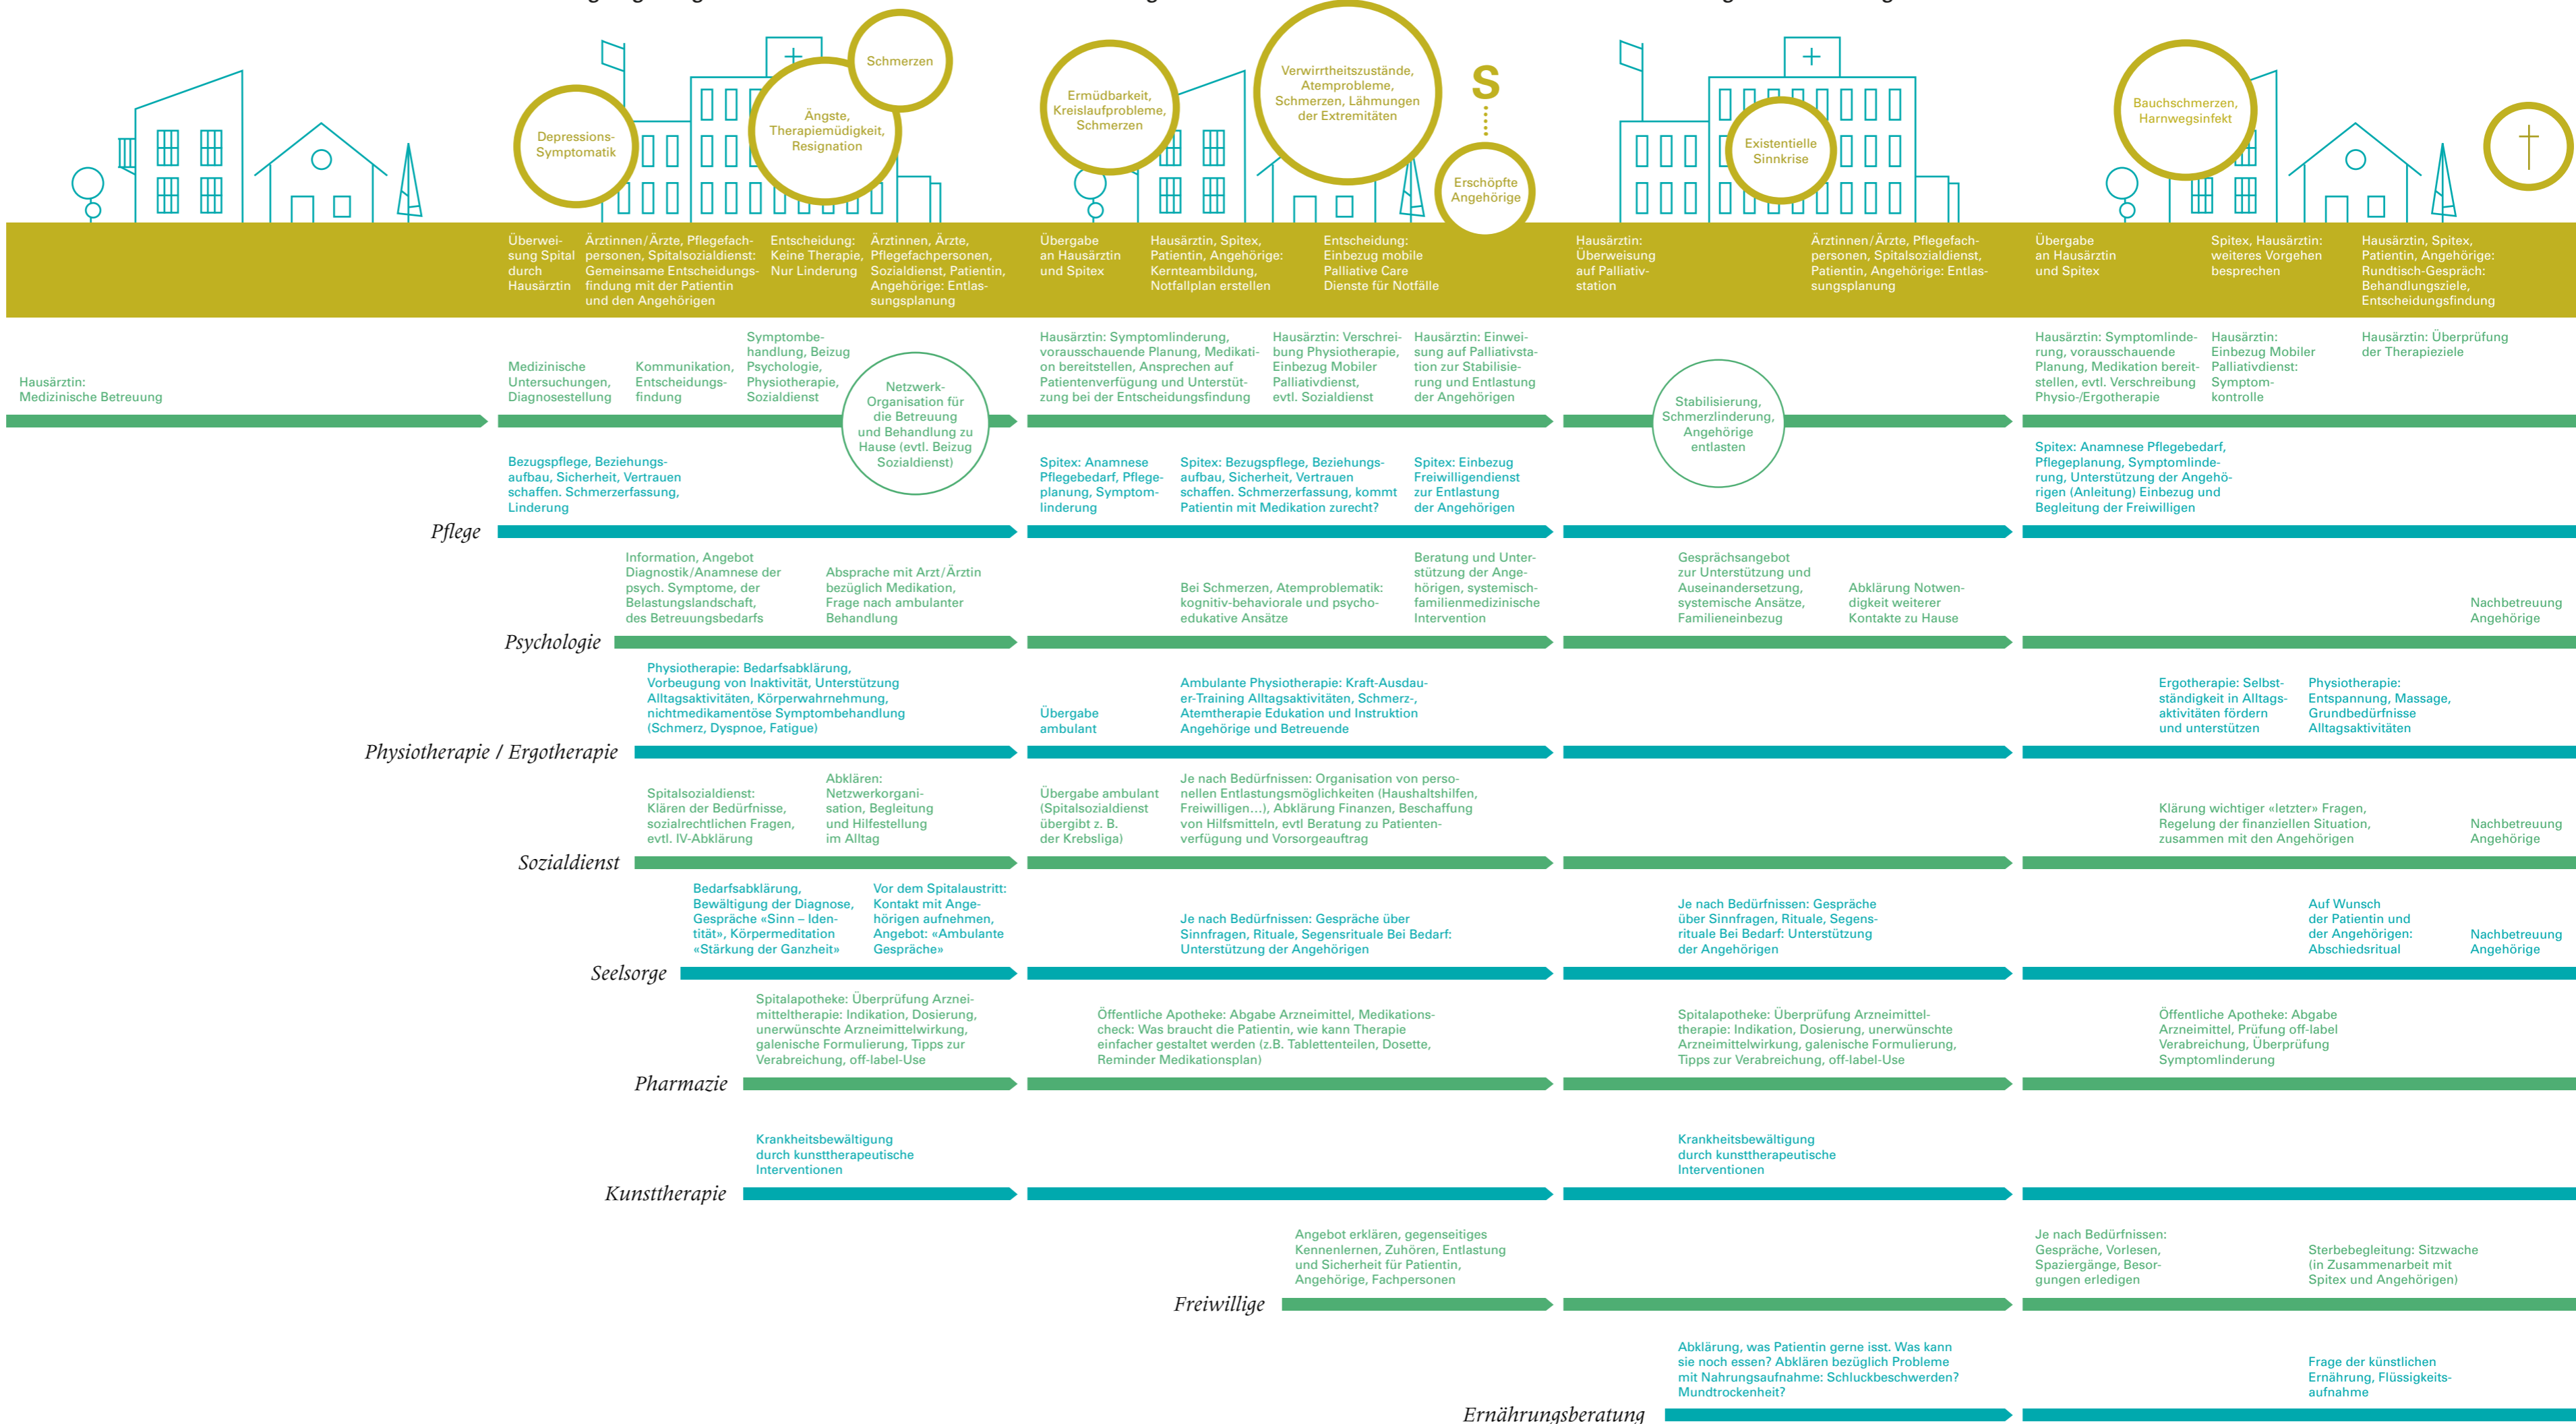 Schmerzen
Depressions-
Symptomatik
Ängste,
Therapiemüdigkeit,
Resignation
Ermüdbarkeit,
Kreislaufprobleme,
Schmerzen
Verwirrtheitszustände,
Atemprobleme,
Schmerzen, Lähmungen
der Extremitäten
S
Erschöpfte
Angehörige
Existentielle
Sinnkrise
Bauchschmerzen,
Harnwegsinfekt
Überwei-
sung Spital
durch
Hausärztin
Ärztinnen/Ärzte, Pflegefach-
personen, Spitalsozialdienst:
Gemeinsame Entscheidungs-
findung mit der Patientin
und den Angehörigen
Entscheidung:
Keine Therapie,
Nur Linderung
Ärztinnen, Ärzte,
Pflegefachpersonen,
Sozialdienst, Patientin,
Angehörige: Entlas-
sungsplanung
Übergabe
an Hausärztin
und Spitex
Hausärztin, Spitex,
Patientin, Angehörige:
Kernteambildung,
Notfallplan erstellen
Entscheidung:
Einbezug mobile
Palliative Care
Dienste für Notfälle
Hausärztin:
Überweisung
auf Palliativ-
station
Ärztinnen/Ärzte, Pflegefach-
personen, Spitalsozialdienst,
Patientin, Angehörige: Entlas-
sungsplanung
Übergabe
an Hausärztin
und Spitex
Spitex, Hausärztin:
weiteres Vorgehen
besprechen
Hausärztin, Spitex,
Patientin, Angehörige:
Rundtisch-Gespräch:
Behandlungsziele,
Entscheidungsfindung
Hausärztin:
Medizinische Betreuung
Medizinische
Untersuchungen,
Diagnosestellung
Kommunikation,
Entscheidungs-
findung
Symptombe-
handlung, Beizug
Psychologie,
Physiotherapie,
Sozialdienst
Netzwerk-
Organisation für
die Betreuung
und Behandlung zu
Hause (evtl. Beizug
Sozialdienst)
Hausärztin: Symptomlinderung,
vorausschauende Planung, Medikati-
on bereitstellen, Ansprechen auf
Patientenverfügung und Unterstüt-
zung bei der Entscheidungsfindung
Hausärztin: Verschrei-
bung Physiotherapie,
Einbezug Mobiler
Palliativdienst,
evtl. Sozialdienst
Hausärztin: Einwei-
sung auf Palliativsta-
tion zur Stabilisie-
rung und Entlastung
der Angehörigen
Stabilisierung,
Schmerzlinderung,
Angehörige
entlasten
Hausärztin: Symptomlinde-
rung, vorausschauende
Planung, Medikation bereit-
stellen, evtl. Verschreibung
Physio-/Ergotherapie
Hausärztin:
Einbezug Mobiler
Palliativdienst:
Symptom-
kontrolle
Hausärztin: Überprüfung
der Therapieziele
Pflege
Bezugspflege, Beziehungs-
aufbau, Sicherheit, Vertrauen
schaffen. Schmerzerfassung,
Linderung
Spitex: Anamnese
Pflegebedarf, Pflege-
planung, Symptom-
linderung
Spitex: Bezugspflege, Beziehungs-
aufbau, Sicherheit, Vertrauen
schaffen. Schmerzerfassung, kommt
Patientin mit Medikation zurecht?
Spitex: Einbezug
Freiwilligendienst
zur Entlastung
der Angehörigen
Spitex: Anamnese Pflegebedarf,
Pflegeplanung, Symptomlinde-
rung, Unterstützung der Angehö-
rigen (Anleitung) Einbezug und
Begleitung der Freiwilligen
Psychologie
Information, Angebot
Diagnostik/Anamnese der
psych. Symptome, der
Belastungslandschaft,
des Betreuungsbedarfs
Absprache mit Arzt/Ärztin
bezüglich Medikation,
Frage nach ambulanter
Behandlung
Bei Schmerzen, Atemproblematik:
kognitiv-behaviorale und psycho-
edukative Ansätze
Beratung und Unter-
stützung der Ange-
hörigen, systemisch-
familienmedizinische
Intervention
Gesprächsangebot
zur Unterstützung und
Auseinandersetzung,
systemische Ansätze,
Familieneinbezug
Abklärung Notwen-
digkeit weiterer
Kontakte zu Hause
Nachbetreuung
Angehörige
Physiotherapie / Ergotherapie
Physiotherapie: Bedarfsabklärung,
Vorbeugung von Inaktivität, Unterstützung
Alltagsaktivitäten, Körperwahrnehmung,
nichtmedikamentöse Symptombehandlung
(Schmerz, Dyspnoe, Fatigue)
Übergabe
ambulant
Ambulante Physiotherapie: Kraft-Ausdau-
er-Training Alltagsaktivitäten, Schmerz-,
Atemtherapie Edukation und Instruktion
Angehörige und Betreuende
Ergotherapie: Selbst-
ständigkeit in Alltags-
aktivitäten fördern
und unterstützen
Physiotherapie:
Entspannung, Massage,
Grundbedürfnisse
Alltagsaktivitäten
Sozialdienst
Spitalsozialdienst:
Klären der Bedürfnisse,
sozialrechtlichen Fragen,
evtl. IV-Abklärung
Abklären:
Netzwerkorgani-
sation, Begleitung
und Hilfestellung
im Alltag
Übergabe ambulant
(Spitalsozialdienst
übergibt z. B.
der Krebsliga)
Je nach Bedürfnissen: Organisation von perso-
nellen Entlastungsmöglichkeiten (Haushaltshilfen,
Freiwilligen…), Abklärung Finanzen, Beschaffung
von Hilfsmitteln, evtl Beratung zu Patienten-
verfügung und Vorsorgeauftrag
Klärung wichtiger «letzter» Fragen,
Regelung der finanziellen Situation,
zusammen mit den Angehörigen
Nachbetreuung
Angehörige
Seelsorge
Bedarfsabklärung,
Bewältigung der Diagnose,
Gespräche «Sinn – Iden-
tität», Körpermeditation
«Stärkung der Ganzheit»
Vor dem Spitalaustritt:
Kontakt mit Ange-
hörigen aufnehmen,
Angebot: «Ambulante
Gespräche»
Je nach Bedürfnissen: Gespräche über
Sinnfragen, Rituale, Segensrituale Bei Bedarf:
Unterstützung der Angehörigen
Je nach Bedürfnissen: Gespräche
über Sinnfragen, Rituale, Segens-
rituale Bei Bedarf: Unterstützung
der Angehörigen
Auf Wunsch
der Patientin und
der Angehörigen:
Abschiedsritual
Nachbetreuung
Angehörige
Pharmazie
Spitalapotheke: Überprüfung Arznei-
mitteltherapie: Indikation, Dosierung,
unerwünschte Arzneimittelwirkung,
galenische Formulierung, Tipps zur
Verabreichung, off-label-Use
Öffentliche Apotheke: Abgabe Arzneimittel, Medikations-
check: Was braucht die Patientin, wie kann Therapie
einfacher gestaltet werden (z.B. Tablettenteilen, Dosette,
Reminder Medikationsplan)
Spitalapotheke: Überprüfung Arzneimittel-
therapie: Indikation, Dosierung, unerwünschte
Arzneimittelwirkung, galenische Formulierung,
Tipps zur Verabreichung, off-label-Use
Öffentliche Apotheke: Abgabe
Arzneimittel, Prüfung off-label
Verabreichung, Überprüfung
Symptomlinderung
Kunsttherapie
Krankheitsbewältigung
durch kunsttherapeutische
Interventionen
Krankheitsbewältigung
durch kunsttherapeutische
Interventionen
Freiwillige
Angebot erklären, gegenseitiges
Kennenlernen, Zuhören, Entlastung
und Sicherheit für Patientin,
Angehörige, Fachpersonen
Je nach Bedürfnissen:
Gespräche, Vorlesen,
Spaziergänge, Besor-
gungen erledigen
Sterbebegleitung: Sitzwache
(in Zusammenarbeit mit
Spitex und Angehörigen)
Ernährungsberatung
Abklärung, was Patientin gerne isst. Was kann
sie noch essen? Abklären bezüglich Probleme
mit Nahrungsaufnahme: Schluckbeschwerden?
Mundtrockenheit?
Frage der künstlichen
Ernährung, Flüssigkeits-
aufnahme